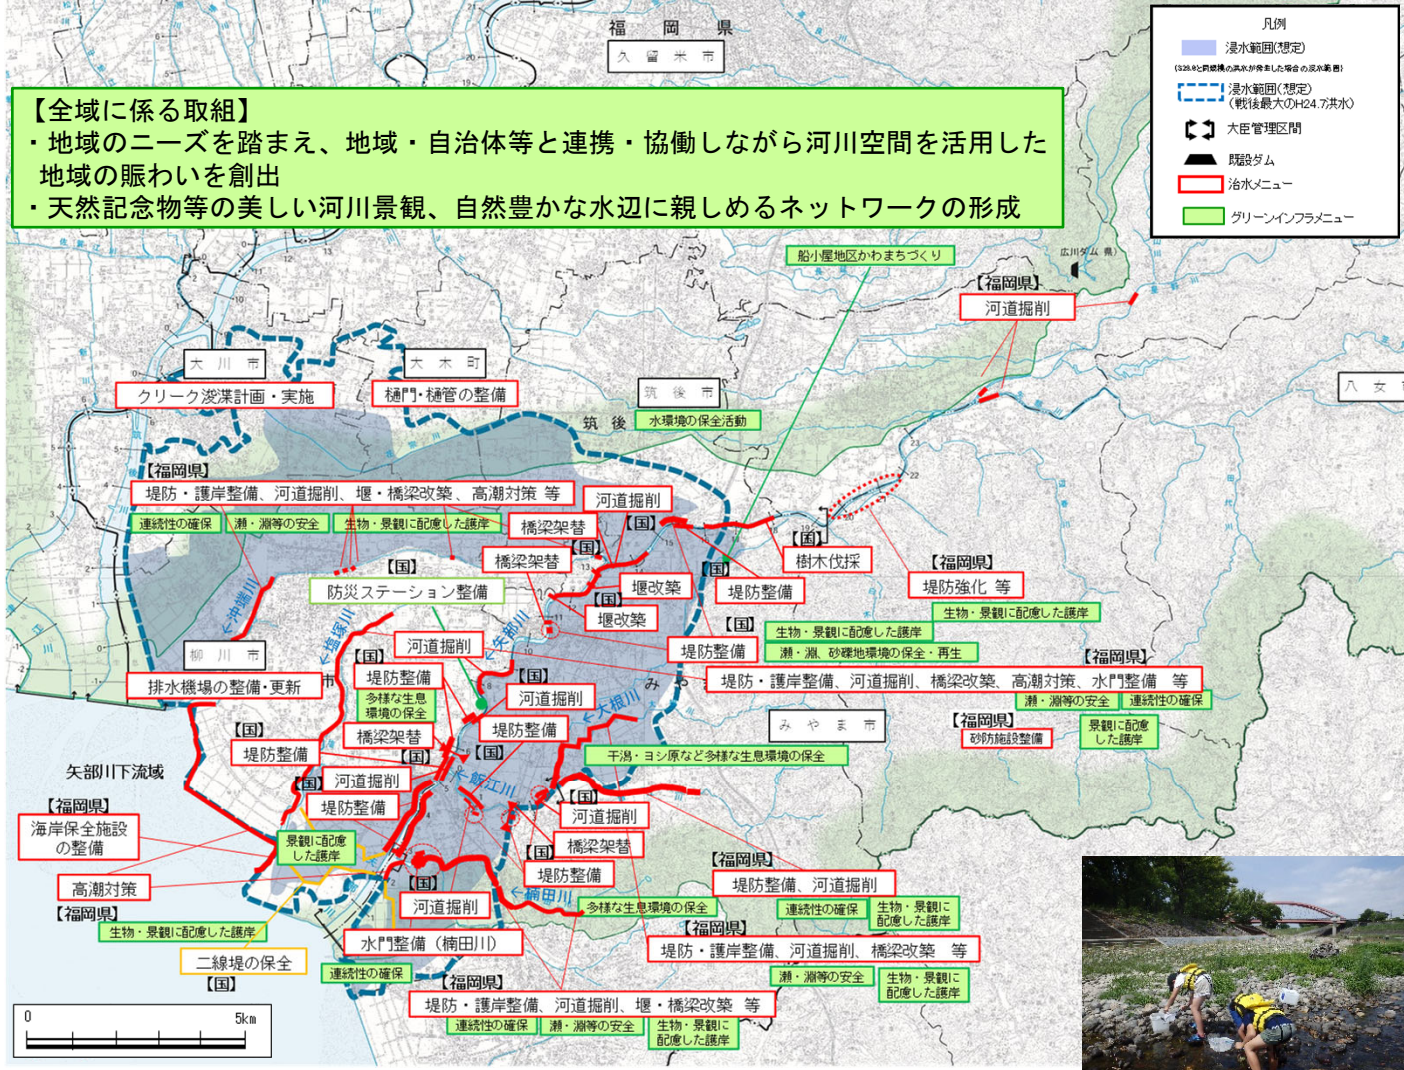 福岡県
久留米市
凡例
浸水範囲(想定)
(S28.6と同規模の洪水が発生した場合の浸水範囲)
浸水範囲(想定)
(戦後最大のH24.7洪水)
大臣管理区間
既設ダム
治水メニュー
グリーンインフラメニュー
【全域に係る取組】
・地域のニーズを踏まえ、地域・自治体等と連携・協働しながら河川空間を活用した
地域の賑わいを創出
・天然記念物等の美しい河川景観、自然豊かな水辺に親しめるネットワークの形成
船小屋地区かわまちづくり
広川ダム(県)
【福岡県】
河道掘削
大川市
大木町
クリーク浚渫計画・実施
樋門・樋管の整備
筑後市
八女市
筑後
水環境の保全活動
【福岡県】
堤防・護岸整備、河道掘削、堰・橋梁改築、高潮対策 等
連続性の確保
瀬・淵等の安全
生物・景観に配慮した護岸
河道掘削
【国】
橋梁架替
【国】
橋梁架替
【国】
樹木伐採
【国】
防災ステーション整備
堰改築
【国】
堰改築
【国】
堤防整備
【福岡県】
堤防強化 等
生物・景観に配慮した護岸
【国】
堤防整備
生物・景観に配慮した護岸
瀬・淵、砂礫地環境の保全・再生
←沖端川
←塩塚川
←矢部川
柳川市
排水機場の整備・更新
市
河道掘削
【国】
堤防整備
多様な生息
環境の保全
橋梁架替
【国】
【国】
河道掘削
堤防整備
【国】
み
【福岡県】
堤防・護岸整備、河道掘削、橋梁改築、高潮対策、水門整備 等
瀬・淵等の安全
連続性の確保
景観に配慮
した護岸
【福岡県】
砂防施設整備
←大根川
みやま市
干潟・ヨシ原など多様な生息環境の保全
【国】
堤防整備
【国】
河道掘削
堤防整備
←飯江川
矢部川下流域
【福岡県】
海岸保全施設
の整備
景観に配慮
した護岸
高潮対策
【福岡県】
生物・景観に配慮した護岸
二線堤の保全
【国】
【国】
河道掘削
橋梁架替
【国】
堤防整備
【国】
河道掘削
←楠田川
多様な生息環境の保全
水門整備(楠田川)
連続性の確保
【福岡県】
堤防整備、河道掘削
連続性の確保
生物・景観に
配慮した護岸
【福岡県】
堤防・護岸整備、河道掘削、橋梁改築 等
瀬・淵等の安全
生物・景観に
配慮した護岸
【福岡県】
堤防・護岸整備、河道掘削、堰・橋梁改築 等
連続性の確保
瀬・淵等の安全
生物・景観に
配慮した護岸
0
5km